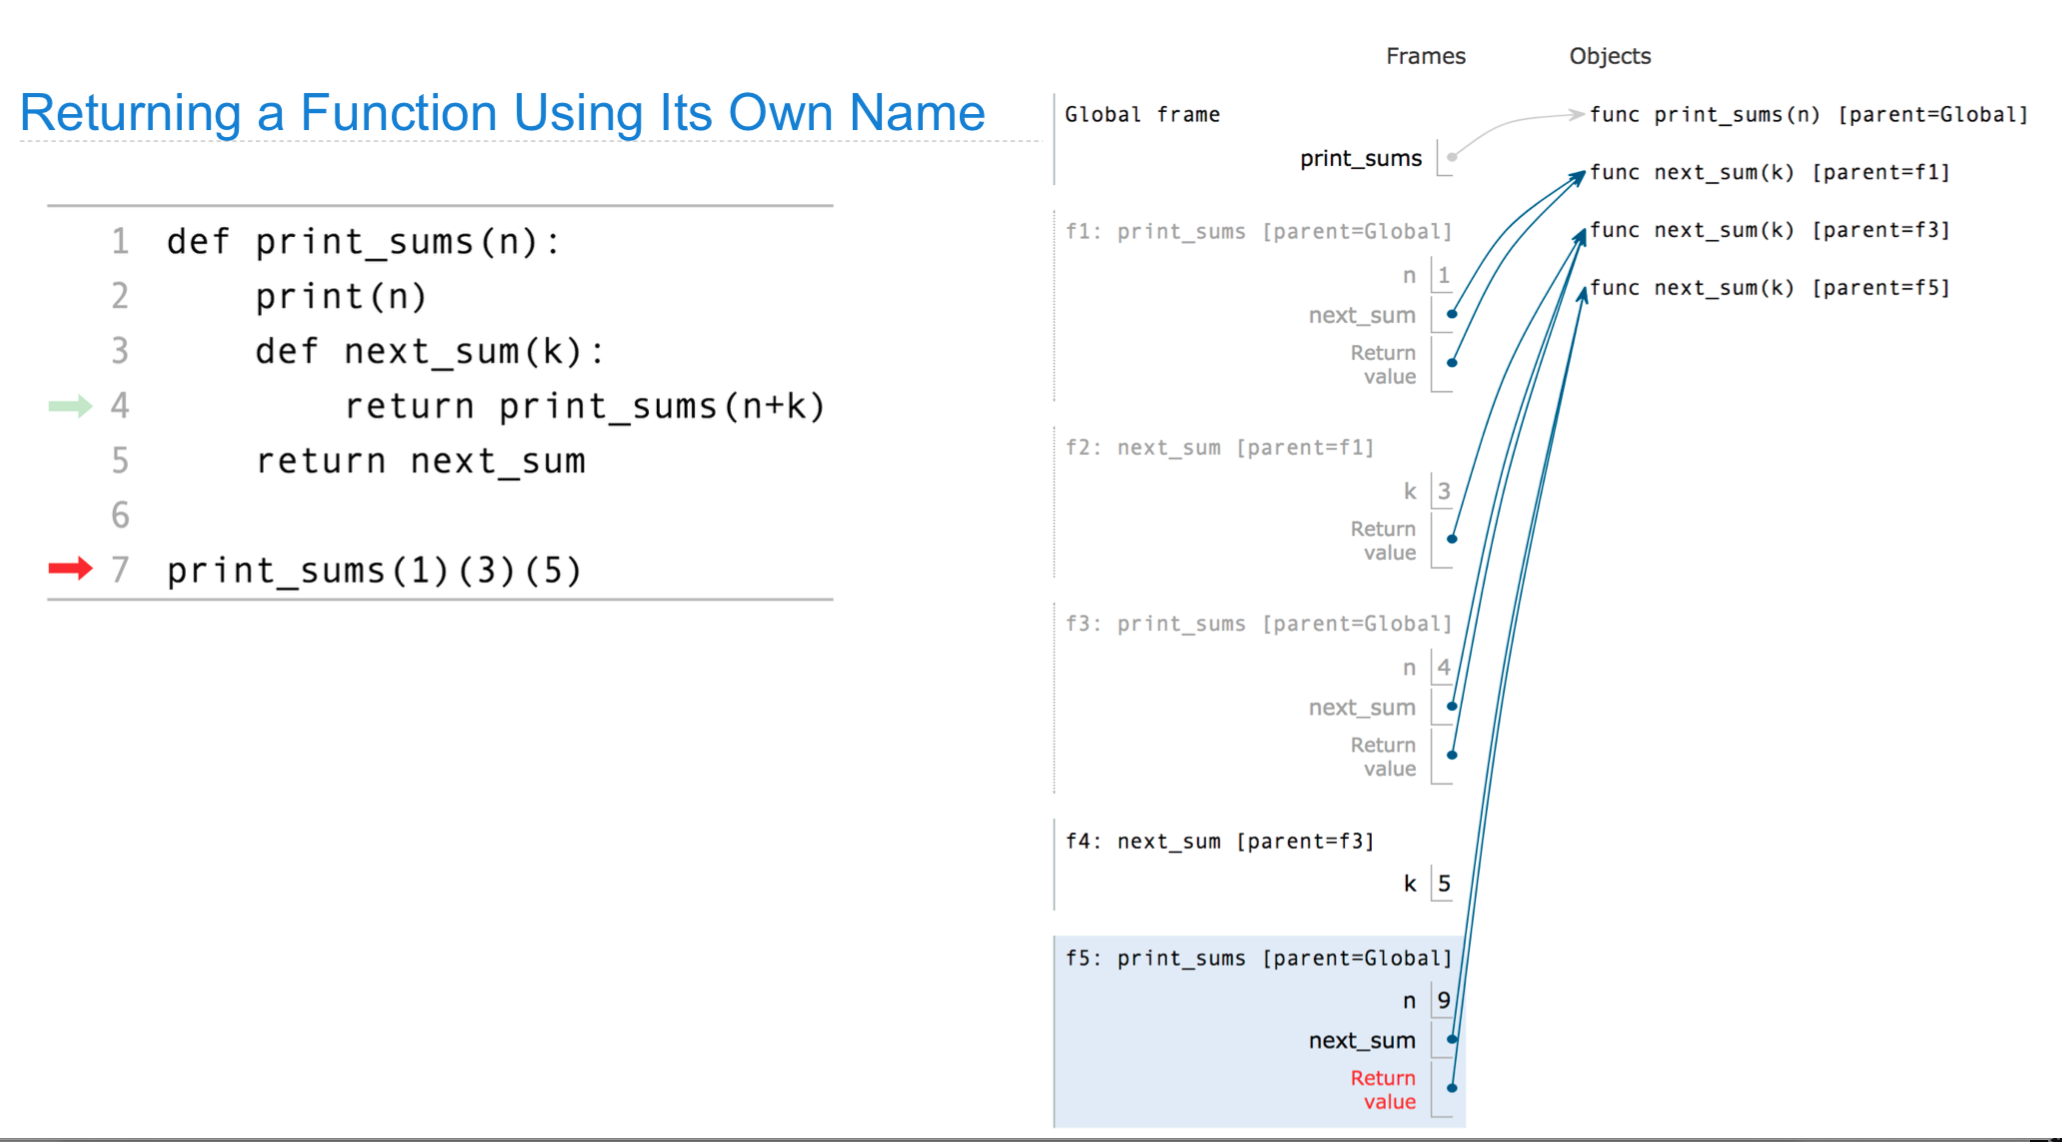 Returning a Function Using Its Own Name
1 def print_sums(n):
2     print(n)
3     def next_sum(k):
4         return print_sums(n+k)
5     return next_sum
6
7 print_sums(1)(3)(5)
Frames Objects
Global frame
print_sums
func print_sums(n) [parent=Global]
func next_sum(k) [parent=f1]
func next_sum(k) [parent=f3]
func next_sum(k) [parent=f5]
f1: print_sums [parent=Global]
n 1
next_sum
Return
value
f2: next_sum [parent=f1]
k 3
Return
value
f3: print_sums [parent=Global]
n 4
next_sum
Return
value
f4: next_sum [parent=f3]
k 5
f5: print_sums [parent=Global]
n 9
next_sum
Return
value